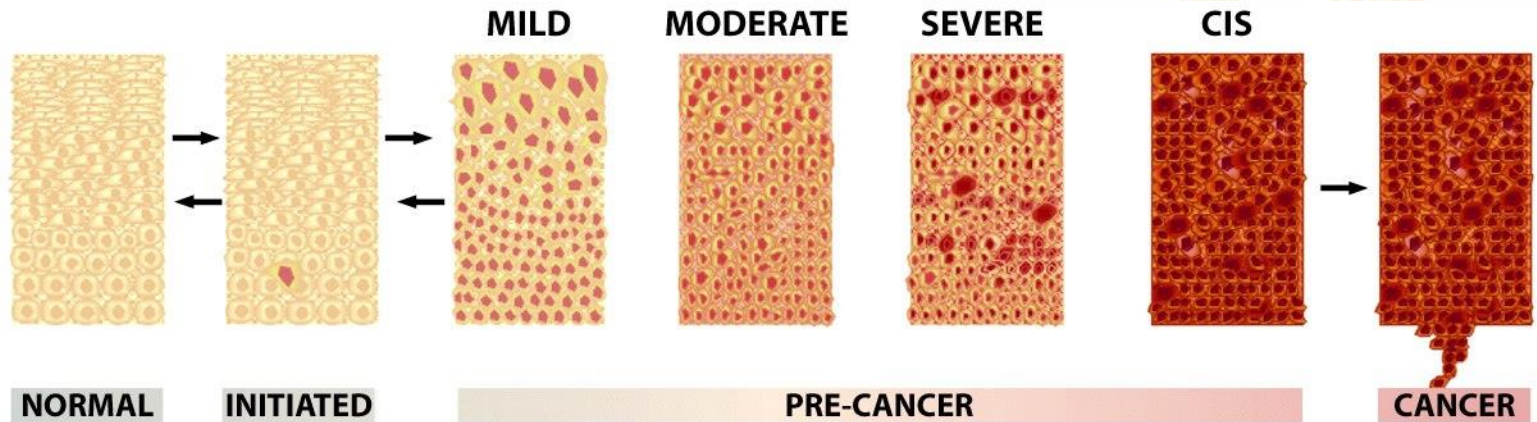 MILD MODERATE SEVERE CIS
NORMAL INITIATED PRE-CANCER CANCER